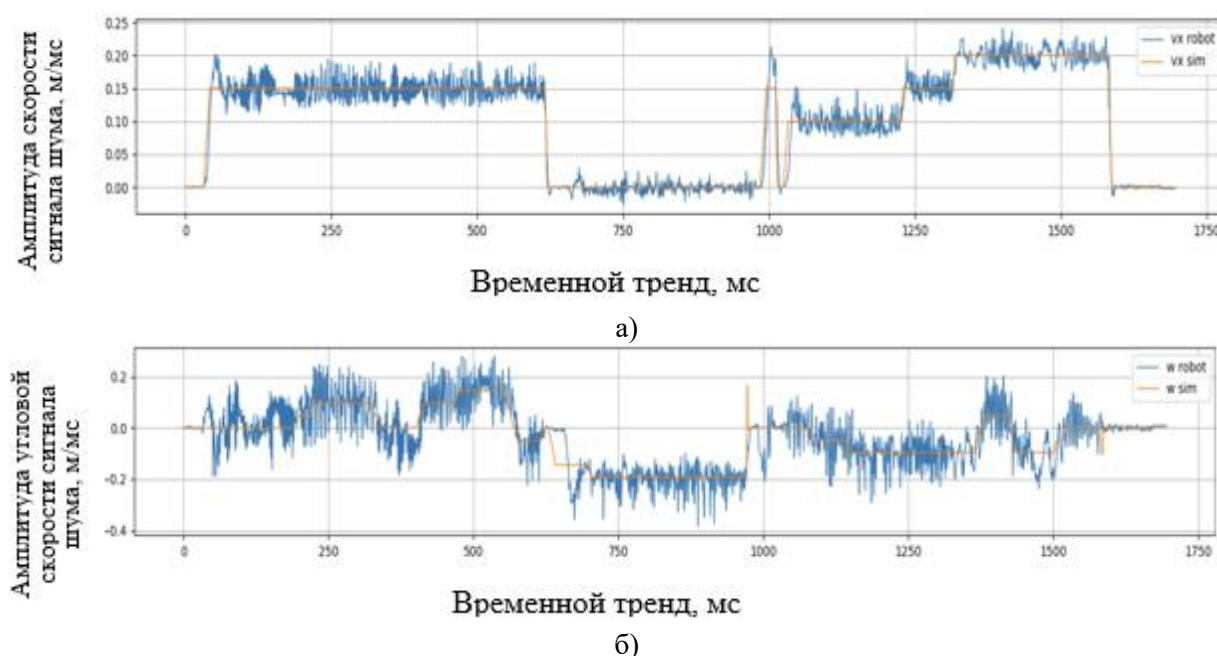 Амплитуда скорости
сигнала шума, м/мс
0.25
0.20
0.15
0.10
0.05
0.00
vx robot
vx sim
0
250
500
750
1000
1250
1500
1750
Временной тренд, мс
а)
Амплитуда угловой
скорости сигнала
шума, м/мс
0.2
0.0
−0.2
−0.4
w robot
w sim
0
250
500
750
1000
1250
1500
1750
Временной тренд, мс
б)